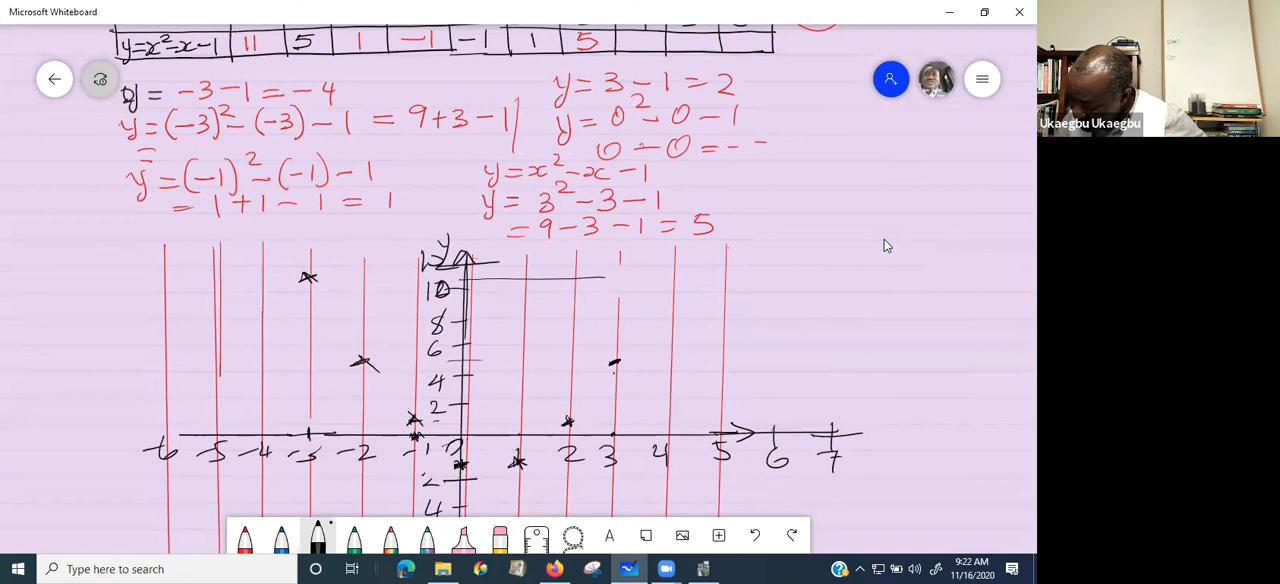 Microsoft Whiteboard
y=x²-x-1 11 5 1 -1 -1 1 5
y = -3-1 = -4
y = 3-1 = 2
y = (-3)² - (-3) - 1 = 9+3-1
y = 0² - 0 - 1
0 - 0 = - -
y = (-1)² - (-1) - 1
y = x² - x - 1
= 1+1-1 = 1
y = 3² - 3 - 1
= 9-3-1 = 5
y
10
8
6
4
2
-6 -5 -4 -3 -2 -1 0 2 3 4 5 6 7
-2
4
Ukaegbu Ukaegbu
Type here to search
9:22 AM
11/16/2020